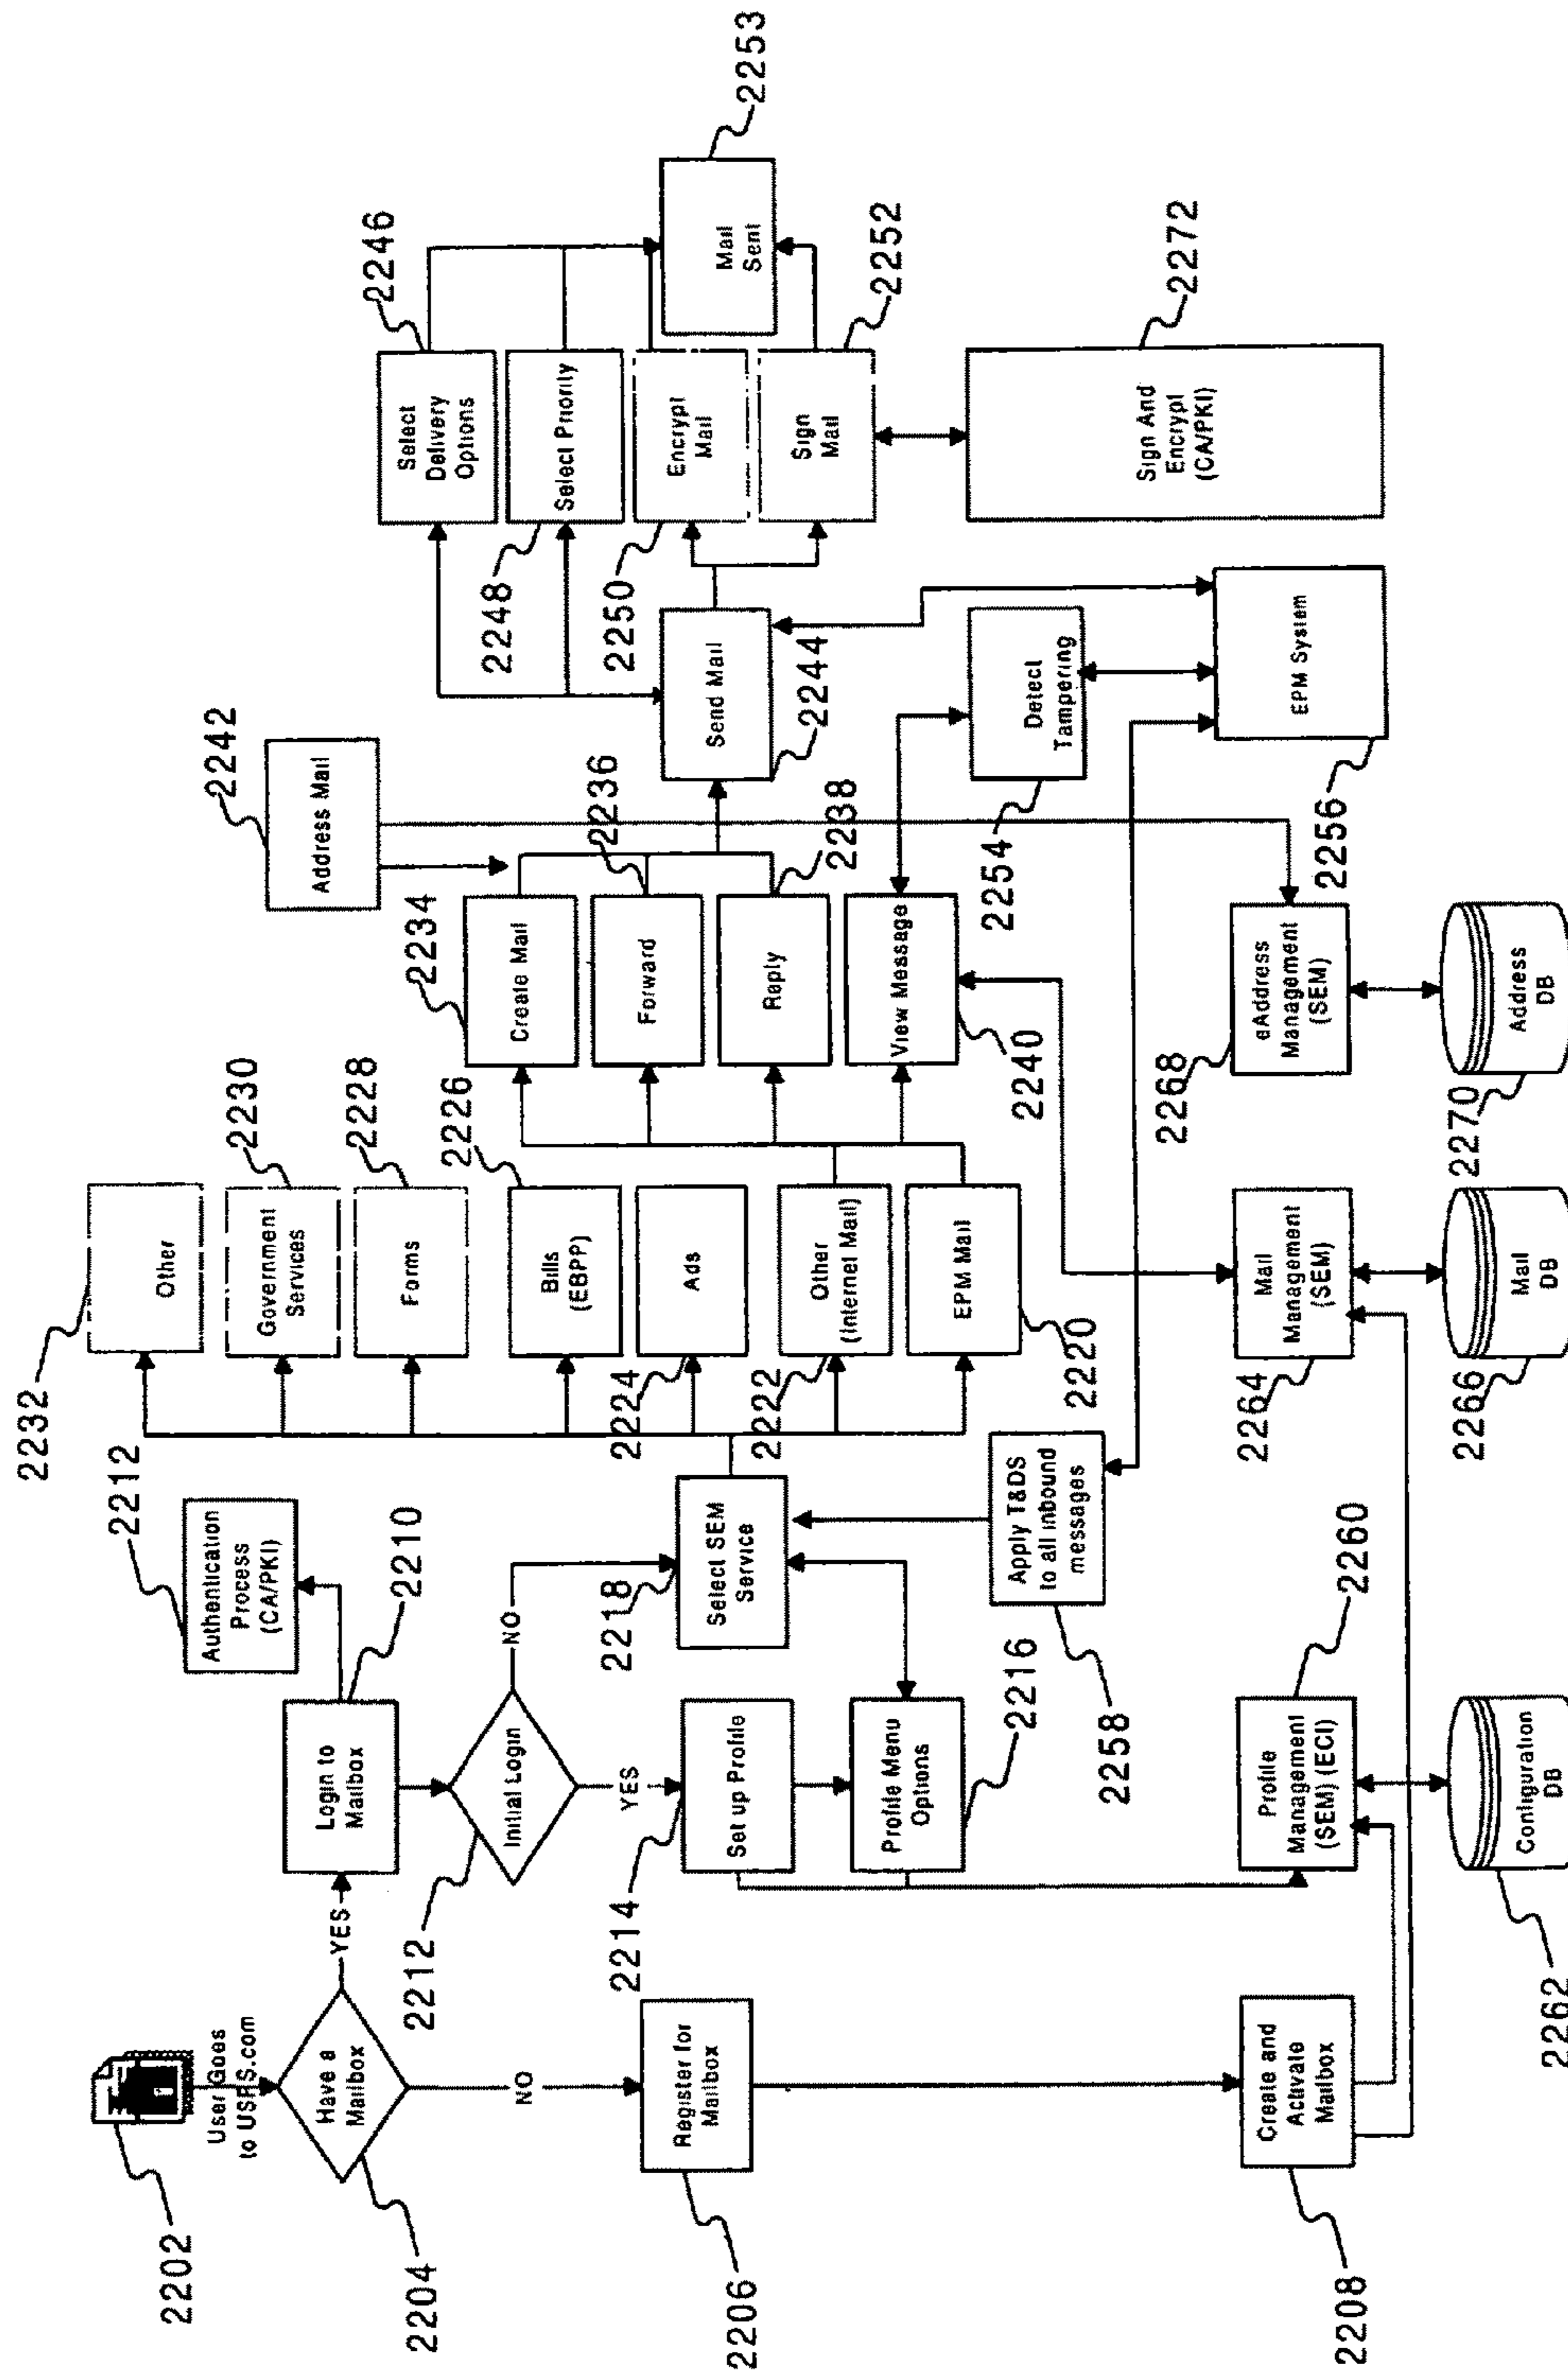 2202
User Goes
to USPS.com
2204
Have a
Mailbox
YES
NO
2206
Register for
Mailbox
2208
Create and
Activate
Mailbox
2210
Login to
Mailbox
2212
Authentication
Process
(CA/PKI)
2212
Initial Login
NO
YES
2214
Set up Profile
2216
Profile Menu
Options
2218
Select SEM
Service
2258
Apply T&DS
to all inbound
messages
2260
Profile
Management
(SEM) (ECI)
2262
Configuration
DB
2232
Other
2230
Government
Services
2228
Forms
2226
Bills
(EBPP)
2224
Ads
2222
Other
(Internet Mail)
2220
EPM Mail
2264
Mail
Management
(SEM)
2266
Mail
DB
2234
Create Mail
2236
Forward
2238
Reply
2240
View Message
2242
Address Mail
2268
eAddress
Management
(SEM)
2270
Address
DB
2244
Send Mail
2254
Detect
Tampering
2256
EPM System
2246
Select
Delivery
Options
2248
Select Priority
2250
Encrypt
Mail
2252
Sign
Mail
2253
Mail
Sent
2272
Sign And
Encrypt
(CA/PKI)